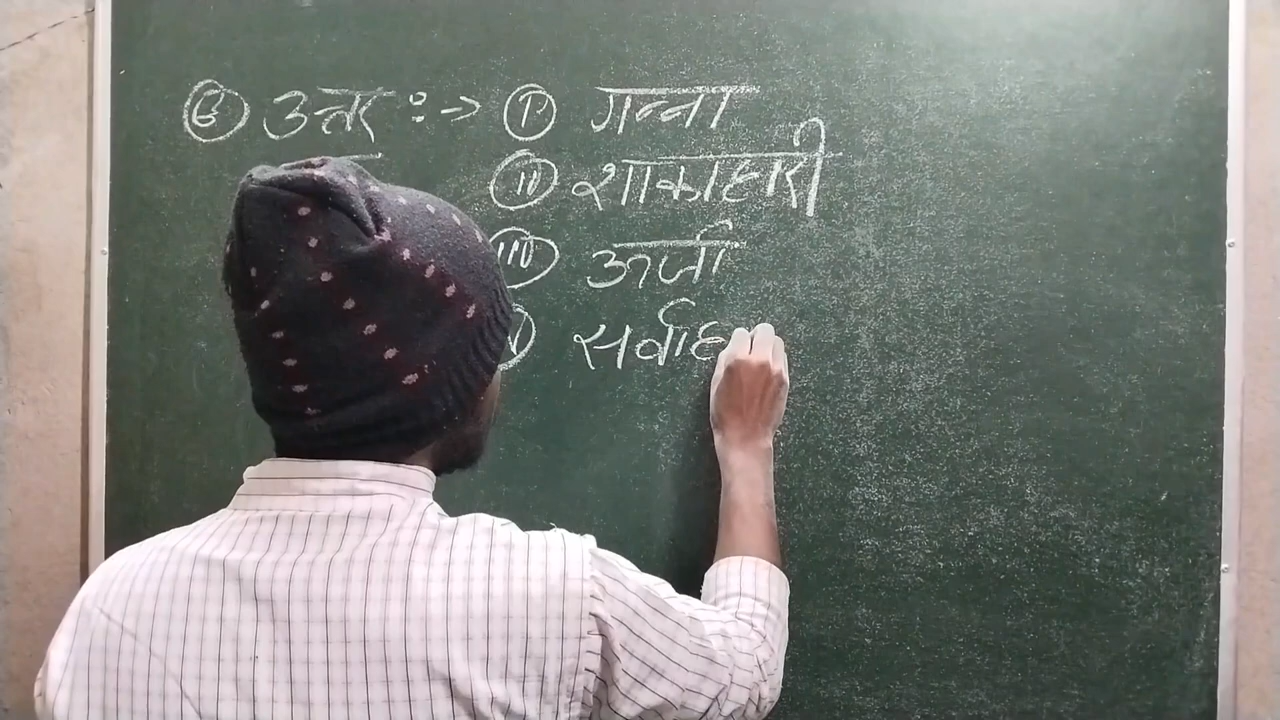 ⑥ उत्तर :→ (i) गन्ना
(ii) शाकाहारी
(iii) ऊर्जा
सर्वाह